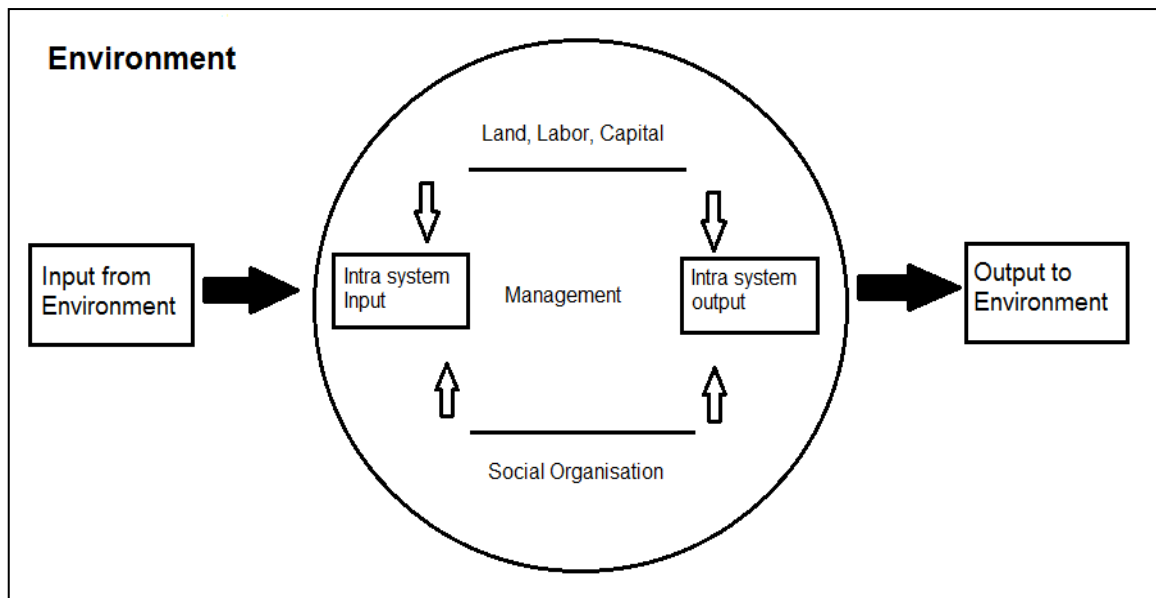 Environment
Land, Labor, Capital
Input from
Environment
Intra system
Input
Management
Intra system
output
Output to
Environment
Social Organisation